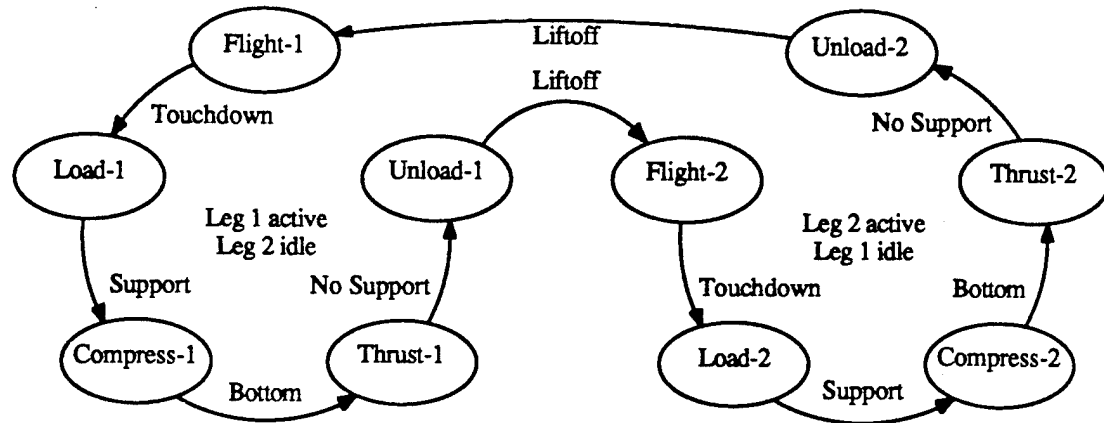 Flight-1
Liftoff
Unload-2
Liftoff
Touchdown
No Support
Load-1
Unload-1
Flight-2
Thrust-2
Leg 1 active
Leg 2 idle
Leg 2 active
Leg 1 idle
Support
No Support
Touchdown
Bottom
Compress-1
Thrust-1
Load-2
Compress-2
Bottom
Support